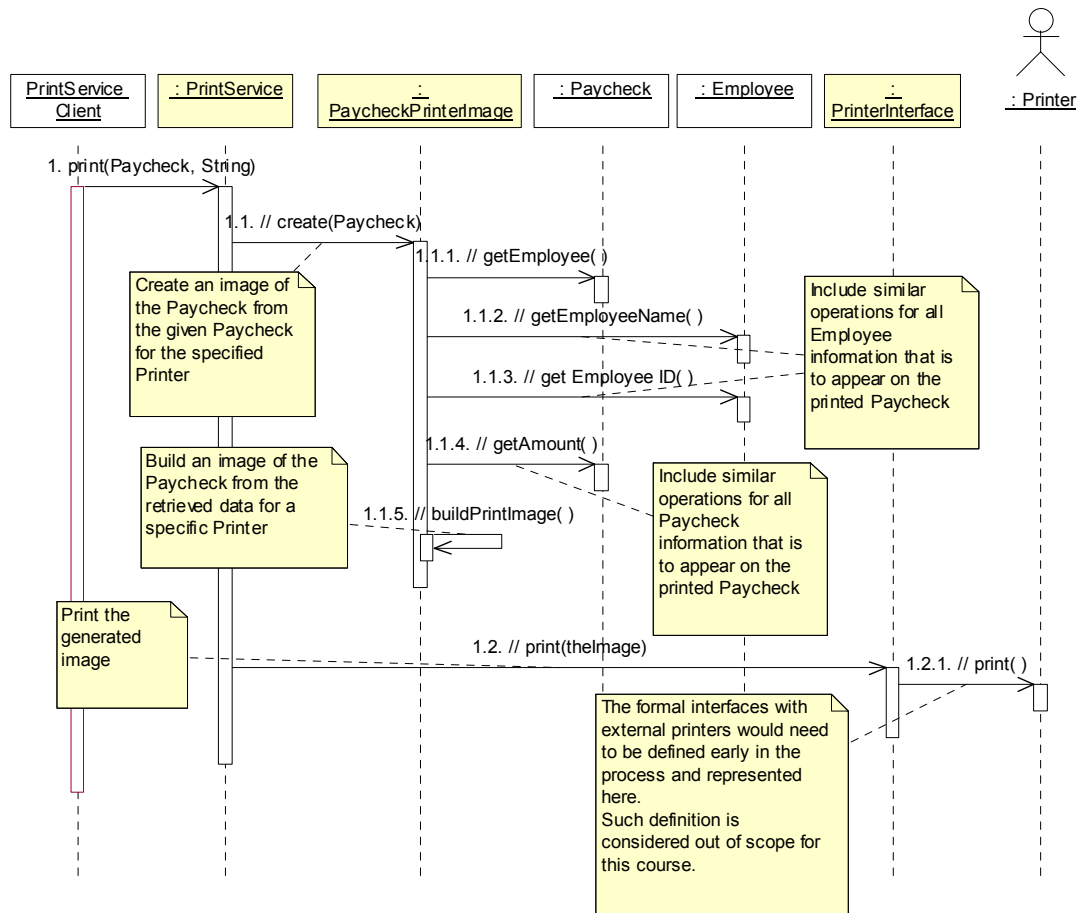 PrintService
Client
: PrintService
:
PaycheckPrinterImage
: Paycheck
: Employee
:
PrinterInterface
: Printer
1. print(Paycheck, String)
1.1. // create(Paycheck)
1.1.1. // getEmployee( )
Create an image of
the Paycheck from
the given Paycheck
for the specified
Printer
1.1.2. // getEmployeeName( )
Include similar
operations for all
Employee
information that is
to appear on the
printed Paycheck
1.1.3. // get Employee ID( )
1.1.4. // getAmount( )
Build an image of the
Paycheck from the
retrieved data for a
specific Printer
Include similar
operations for all
Paycheck
information that is
to appear on the
printed Paycheck
1.1.5. // buildPrintImage( )
Print the
generated
image
1.2. // print(theImage)
1.2.1. // print( )
The formal interfaces with
external printers would need
to be defined early in the
process and represented
here.
Such definition is
considered out of scope for
this course.